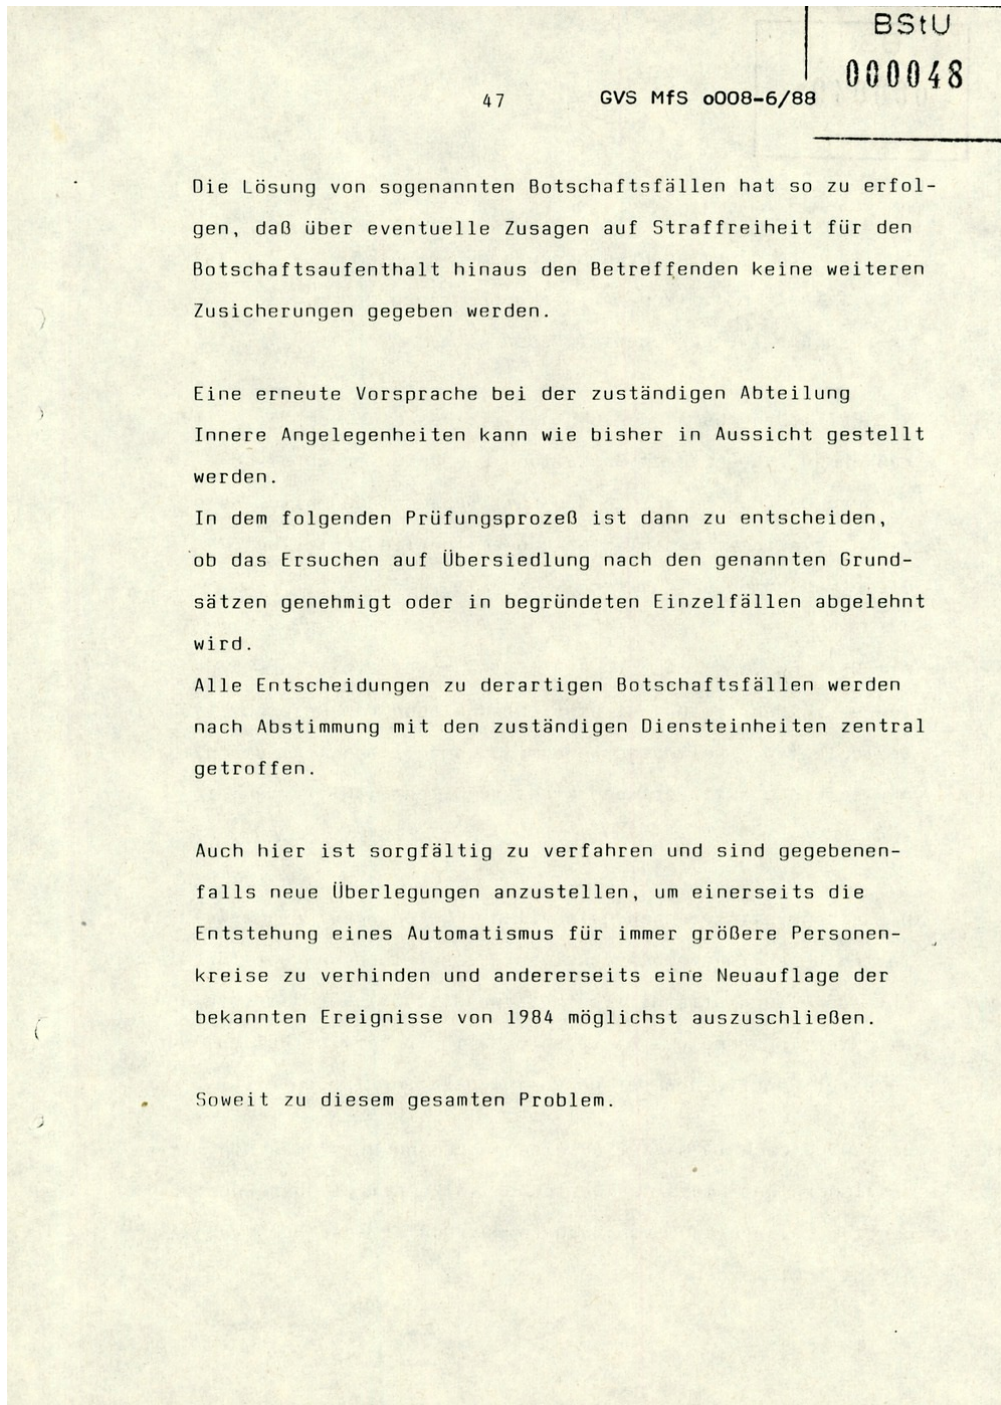 BStU
000048
47 GVS MfS o008-6/88
Die Lösung von sogenannten Botschaftsfällen hat so zu erfol-
gen, daß über eventuelle Zusagen auf Straffreiheit für den
Botschaftsaufenthalt hinaus den Betreffenden keine weiteren
Zusicherungen gegeben werden.
Eine erneute Vorsprache bei der zuständigen Abteilung
Innere Angelegenheiten kann wie bisher in Aussicht gestellt
werden.
In dem folgenden Prüfungsprozeß ist dann zu entscheiden,
ob das Ersuchen auf Übersiedlung nach den genannten Grund-
sätzen genehmigt oder in begründeten Einzelfällen abgelehnt
wird.
Alle Entscheidungen zu derartigen Botschaftsfällen werden
nach Abstimmung mit den zuständigen Diensteinheiten zentral
getroffen.
Auch hier ist sorgfältig zu verfahren und sind gegebenen-
falls neue Überlegungen anzustellen, um einerseits die
Entstehung eines Automatismus für immer größere Personen-
kreise zu verhinden und andererseits eine Neuauflage der
bekannten Ereignisse von 1984 möglichst auszuschließen.
Soweit zu diesem gesamten Problem.